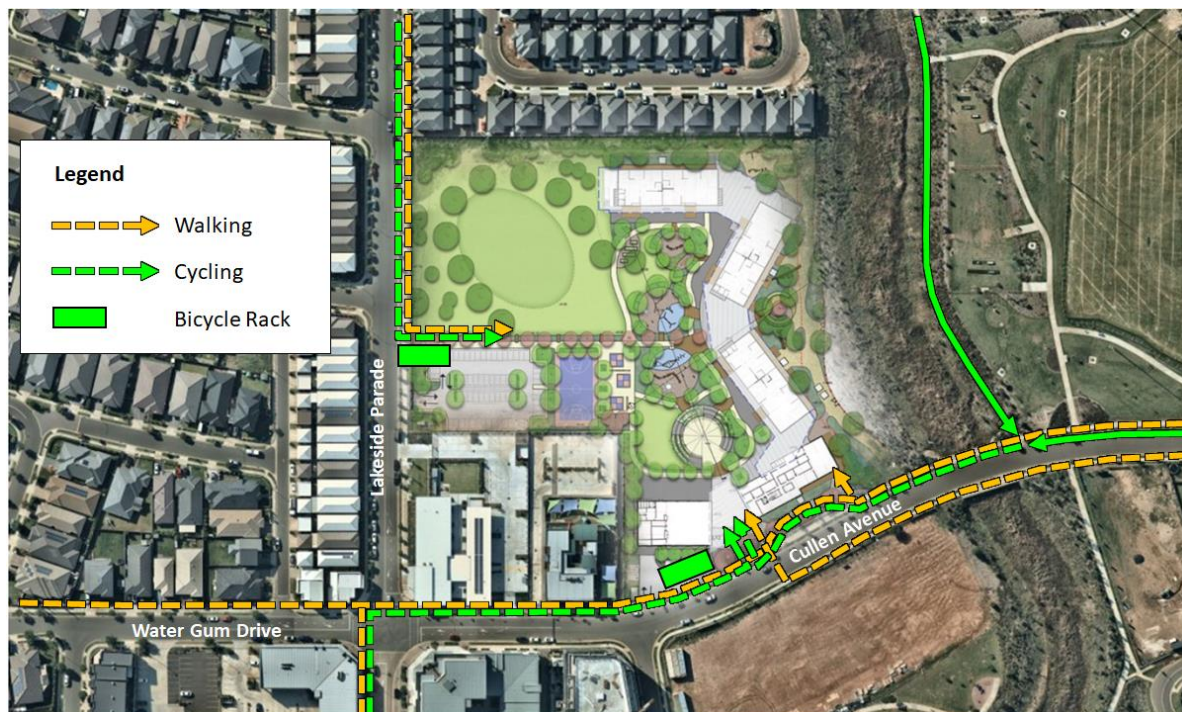 Legend
Walking
Cycling
Bicycle Rack
Lakeside Parade
Cullen Avenue
Water Gum Drive